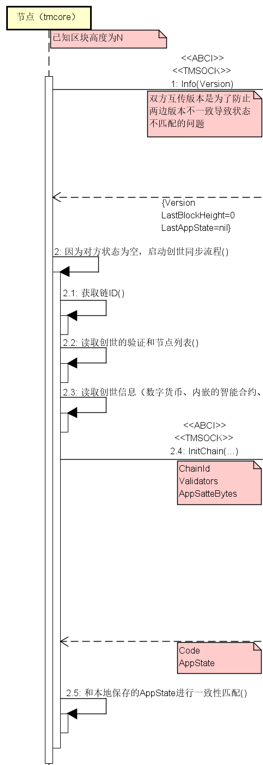 节点（tmcore）
已知区块高度为N
<<ABCI>>
<<TMSOCK>>
1: Info(Version)
双方互传版本是为了防止
两边版本不一致导致状态
不匹配的问题
{Version
LastBlockHeight=0
LastAppState=nil}
2: 因为对方状态为空，启动创世同步流程()
2.1: 获取链ID()
2.2: 读取创世的验证和节点列表()
2.3: 读取创世信息（数字货币、内嵌的智能合约、
<<ABCI>>
<<TMSOCK>>
2.4: InitChain(...)
ChainId
Validators
AppSatteBytes
Code
AppState
2.5: 和本地保存的AppState进行一致性匹配()